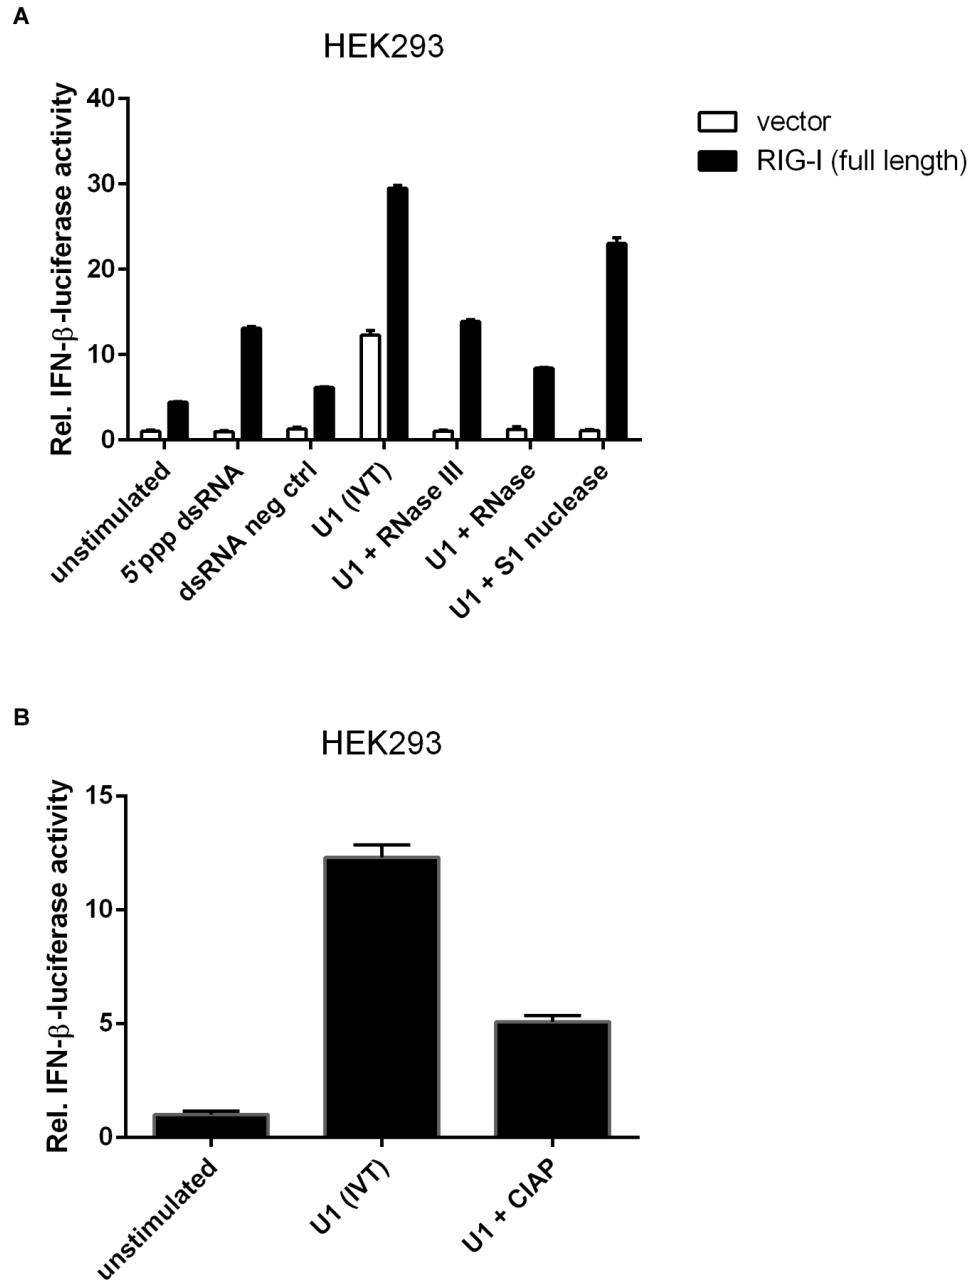 A
HEK293
Rel. IFN-β-luciferase activity
40
30
20
10
0
vector
RIG-I (full length)
unstimulated
5'ppp dsRNA
dsRNA neg ctrl
U1 (IVT)
U1 + RNase III
U1 + RNase
U1 + S1 nuclease
B
HEK293
Rel. IFN-β-luciferase activity
15
10
5
0
unstimulated
U1 (IVT)
U1 + CIAP